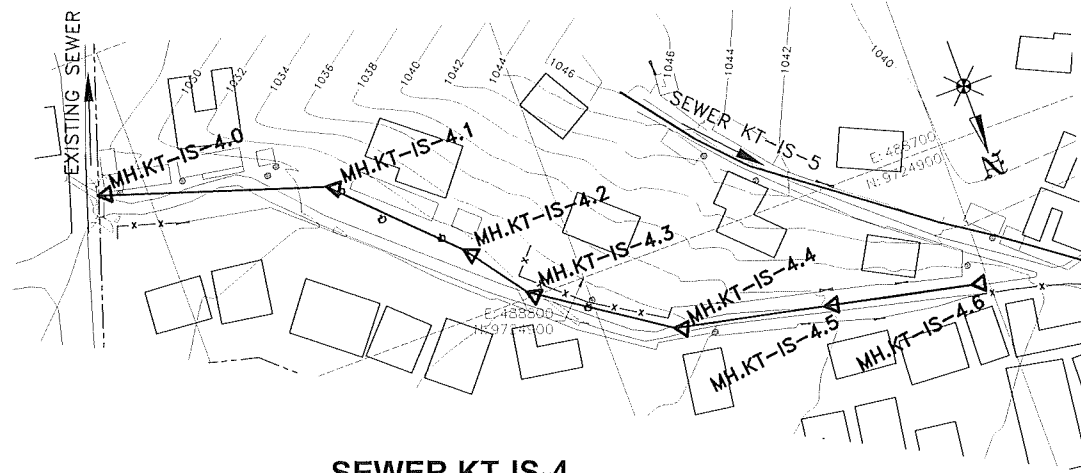 EXISTING SEWER
1030
1032
1034
1036
1038
1040
1042
1044
1046
1046
1044
1042
1040
SEWER KT-IS-5
E: 488700
N: 9724900
N
MH.KT-IS-4.0
MH.KT-IS-4.1
MH.KT-IS-4.2
MH.KT-IS-4.3
E: 488800
N: 9724900
MH.KT-IS-4.4
MH.KT-IS-4.5
MH.KT-IS-4.6
SEWER KT-IS-4